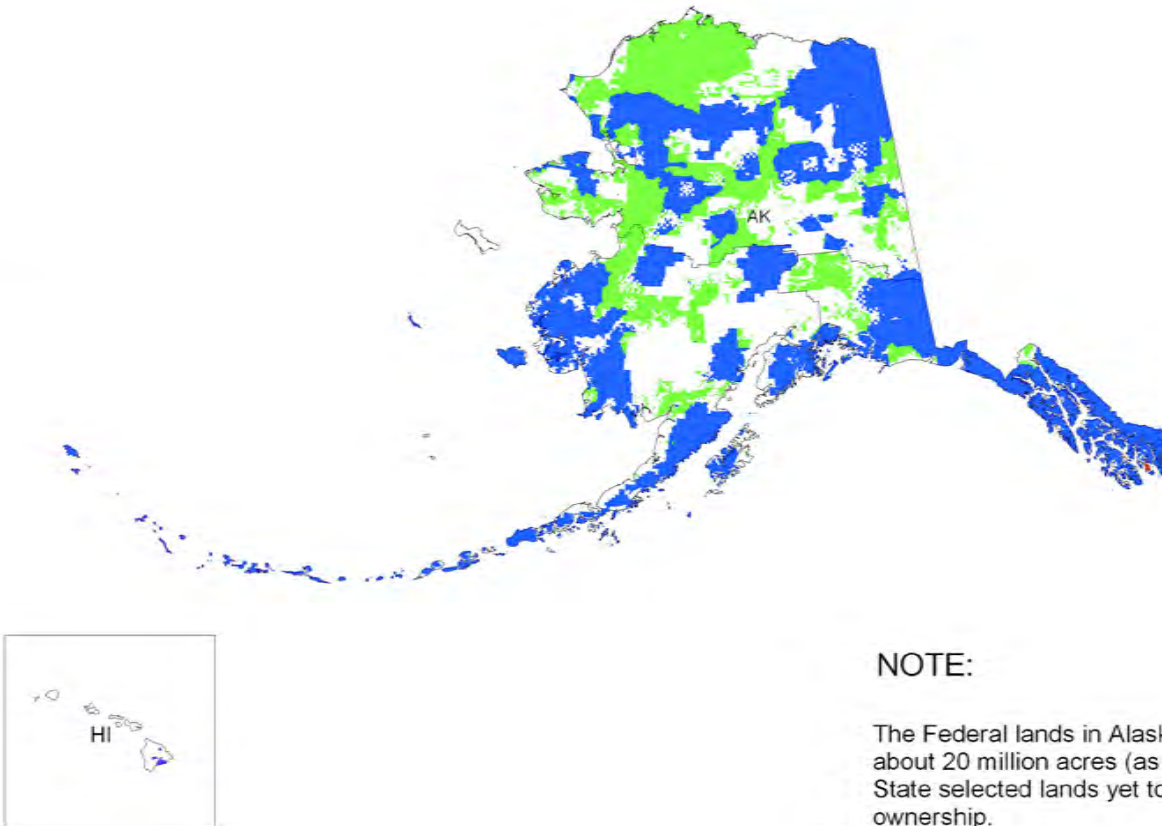 AK
HI
NOTE:
The Federal lands in Alask
about 20 million acres (as
State selected lands yet to
ownership.